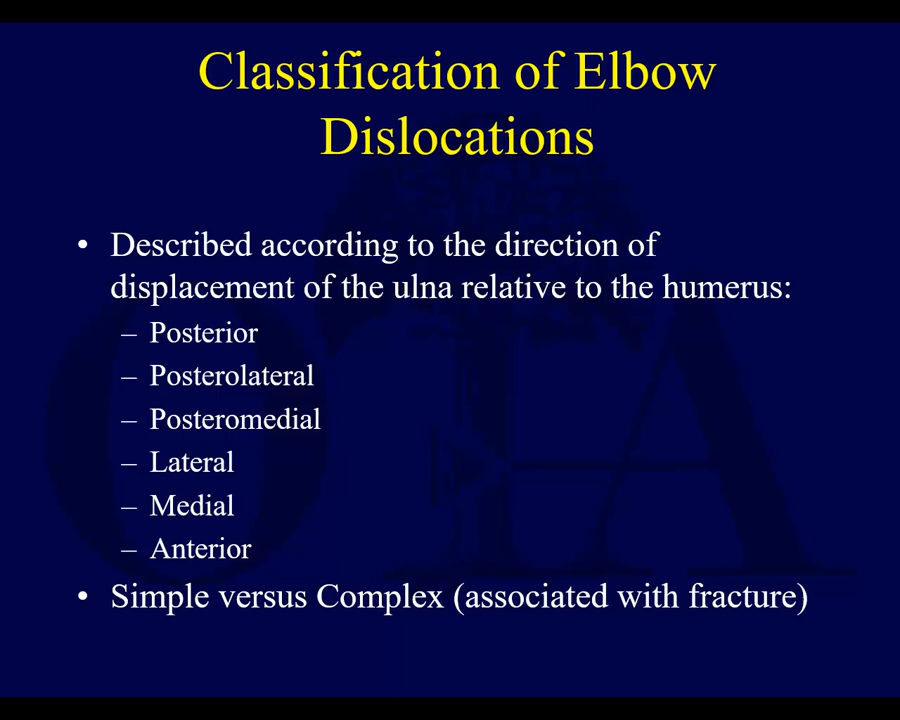 Classification of Elbow
Dislocations
• Described according to the direction of
displacement of the ulna relative to the humerus:
– Posterior
– Posterolateral
– Posteromedial
– Lateral
– Medial
– Anterior
• Simple versus Complex (associated with fracture)
OTA